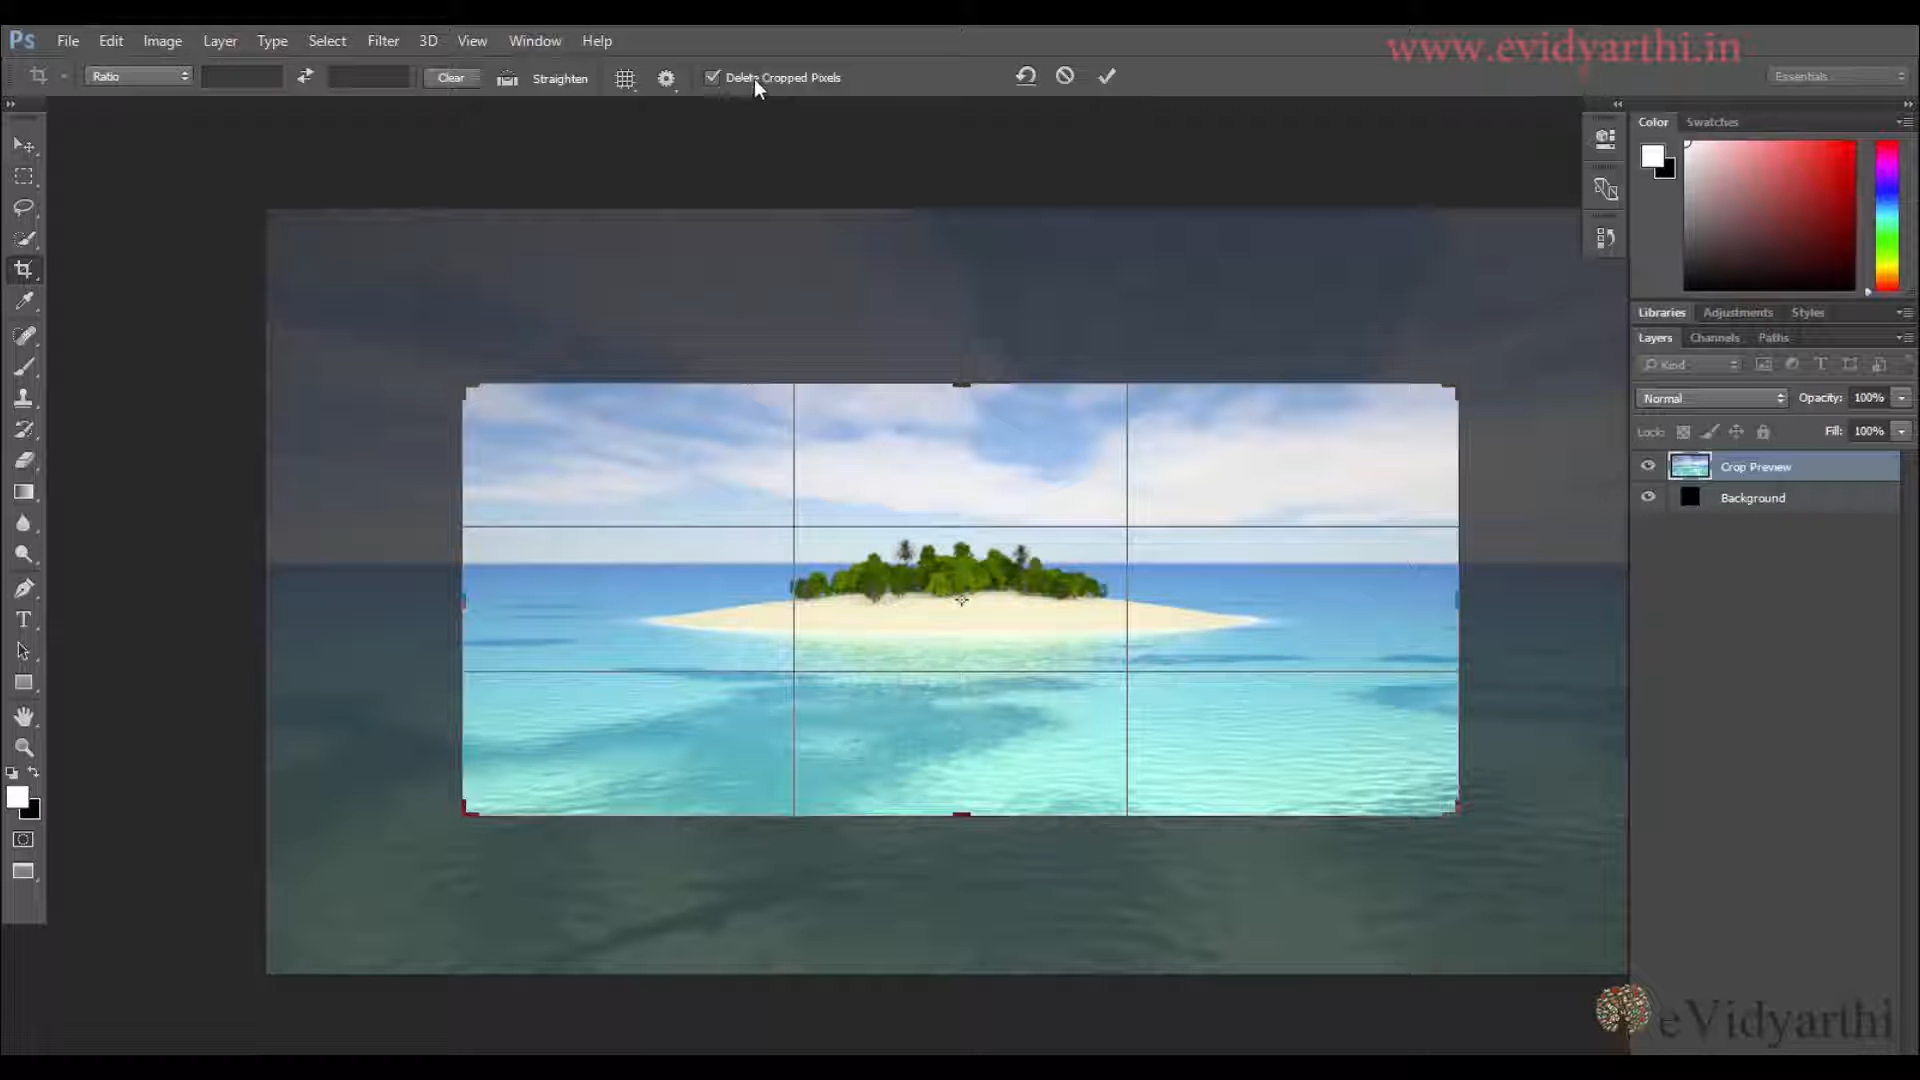 Ps File Edit Image Layer Type Select Filter 3D View Window Help
www.evidyarthi.in
Ratio Clear Straighten Delete Cropped Pixels Essentials
Color Swatches
Libraries Adjustments Styles
Layers Channels Paths
Kind T
Normal Opacity: 100%
Lock: Fill: 100%
Crop Preview
Background
T
eVidyarthi